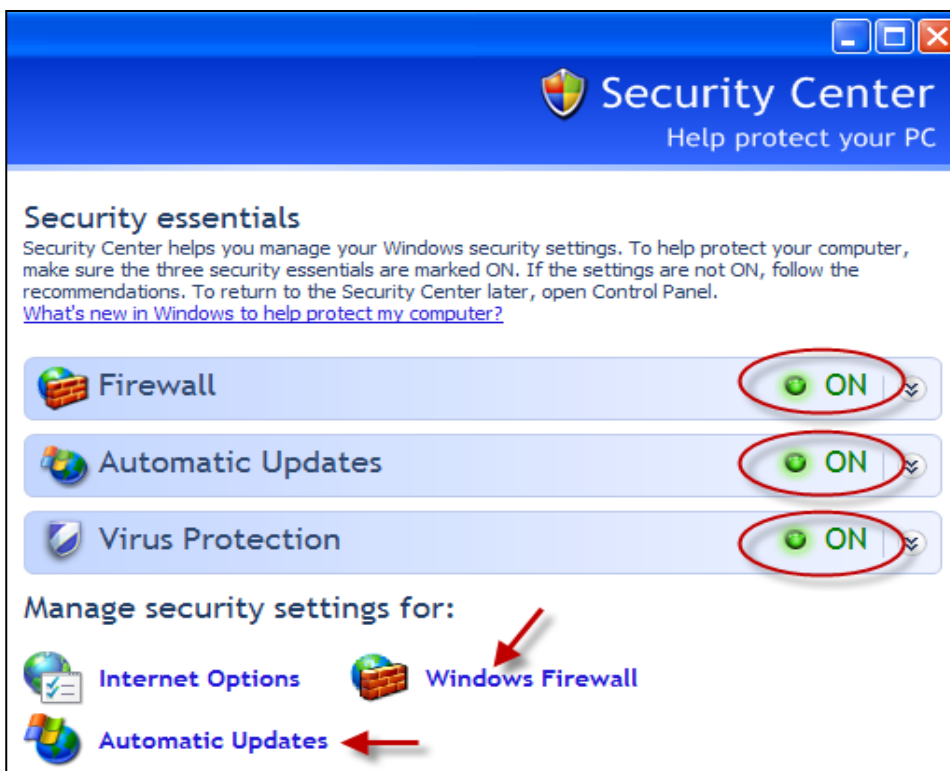 Security Center
Help protect your PC
Security essentials
Security Center helps you manage your Windows security settings. To help protect your computer,
make sure the three security essentials are marked ON. If the settings are not ON, follow the
recommendations. To return to the Security Center later, open Control Panel.
What's new in Windows to help protect my computer?
Firewall ON
Automatic Updates ON
Virus Protection ON
Manage security settings for:
Internet Options Windows Firewall
Automatic Updates